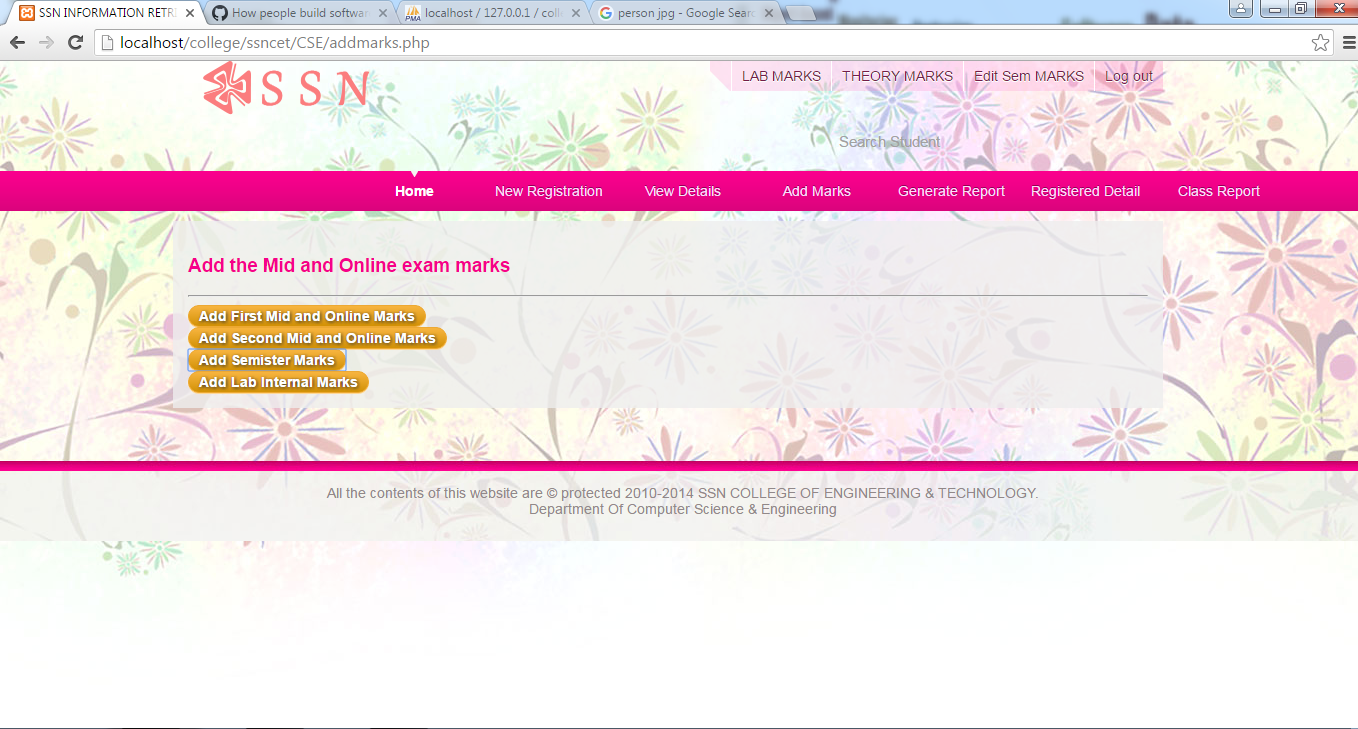 SSN INFORMATION RETRI
How people build softwar
localhost / 127.0.0.1 / coll
person jpg - Google Sear
localhost/college/ssncet/CSE/addmarks.php
SSN
LAB MARKS THEORY MARKS Edit Sem MARKS Log out
Search Student
Home New Registration View Details Add Marks Generate Report Registered Detail Class Report
Add the Mid and Online exam marks
Add First Mid and Online Marks
Add Second Mid and Online Marks
Add Semister Marks
Add Lab Internal Marks
All the contents of this website are © protected 2010-2014 SSN COLLEGE OF ENGINEERING & TECHNOLOGY.
Department Of Computer Science & Engineering